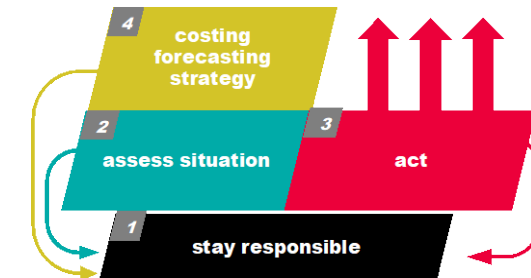 4
costing
forecasting
strategy
2
assess situation
3
act
1
stay responsible